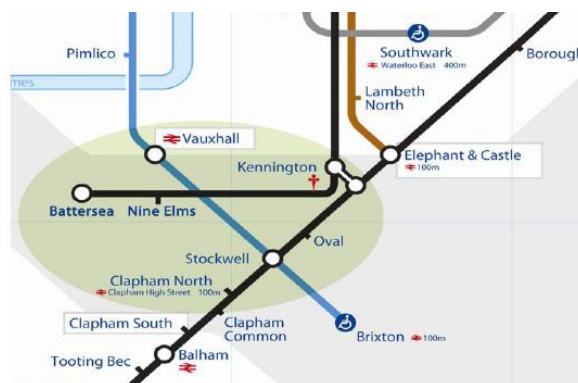 Pimlico
Southwark
Waterloo East 400m
Borough
mes
Lambeth
North
Vauxhall
Kennington
Elephant & Castle
100m
Battersea
Nine Elms
Oval
Stockwell
Clapham North
Clapham High Street 100m
Clapham South
Clapham
Common
Brixton
100m
Tooting Bec
Balham